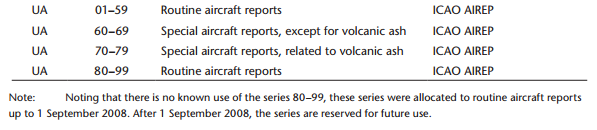 UA 01–59 Routine aircraft reports ICAO AIREP
UA 60–69 Special aircraft reports, except for volcanic ash ICAO AIREP
UA 70–79 Special aircraft reports, related to volcanic ash ICAO AIREP
UA 80–99 Routine aircraft reports ICAO AIREP
Note: Noting that there is no known use of the series 80–99, these series were allocated to routine aircraft reports
up to 1 September 2008. After 1 September 2008, the series are reserved for future use.